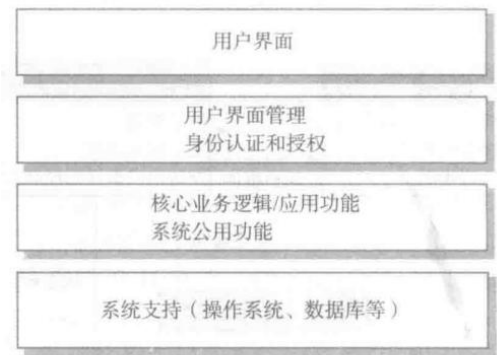 用户界面
用户界面管理
身份认证和授权
核心业务逻辑/应用功能
系统公用功能
系统支持（操作系统、数据库等）